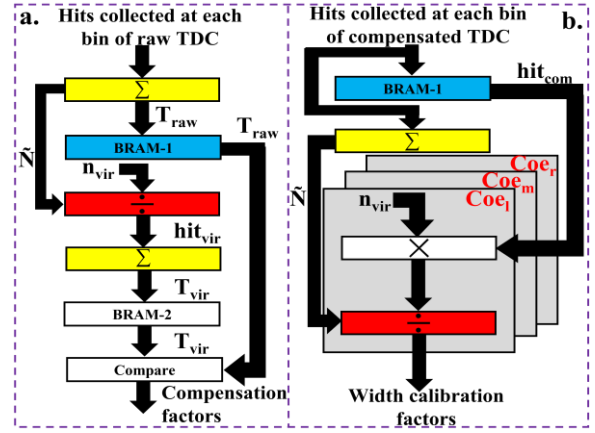 a.
Hits collected at each
bin of raw TDC
Σ
T_raw
BRAM-1
T_raw
Ñ
n_vir
÷
hit_vir
Σ
T_vir
BRAM-2
T_vir
Compare
Compensation
factors
b.
Hits collected at each bin
of compensated TDC
BRAM-1
hit_com
Σ
Ñ
Coe_r
Coe_m
Coe_l
n_vir
×
÷
Width calibration
factors